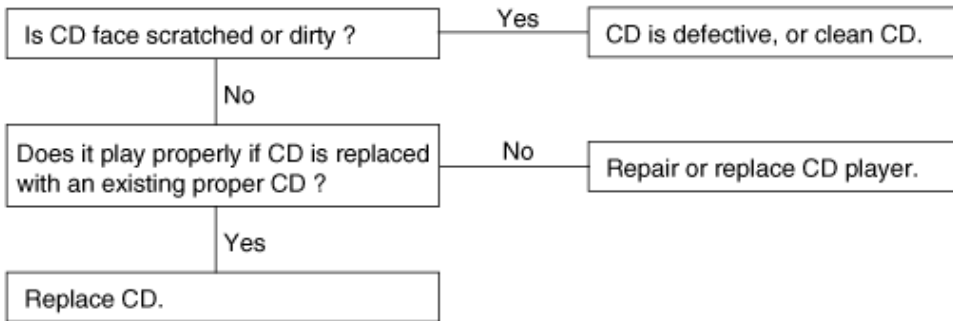 Is CD face scratched or dirty ?
Yes
CD is defective, or clean CD.
No
Does it play properly if CD is replaced
with an existing proper CD ?
No
Repair or replace CD player.
Yes
Replace CD.